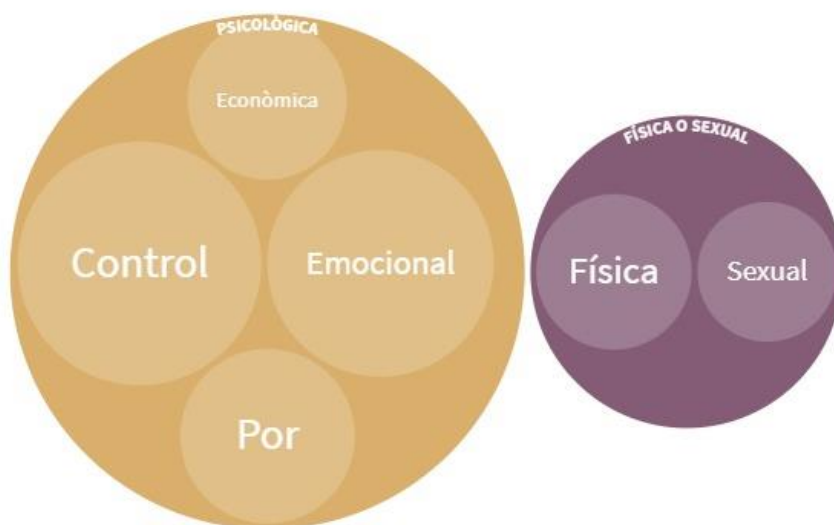 PSICOLÒGICA
Econòmica
Control
Emocional
Por
FÍSICA O SEXUAL
Física
Sexual